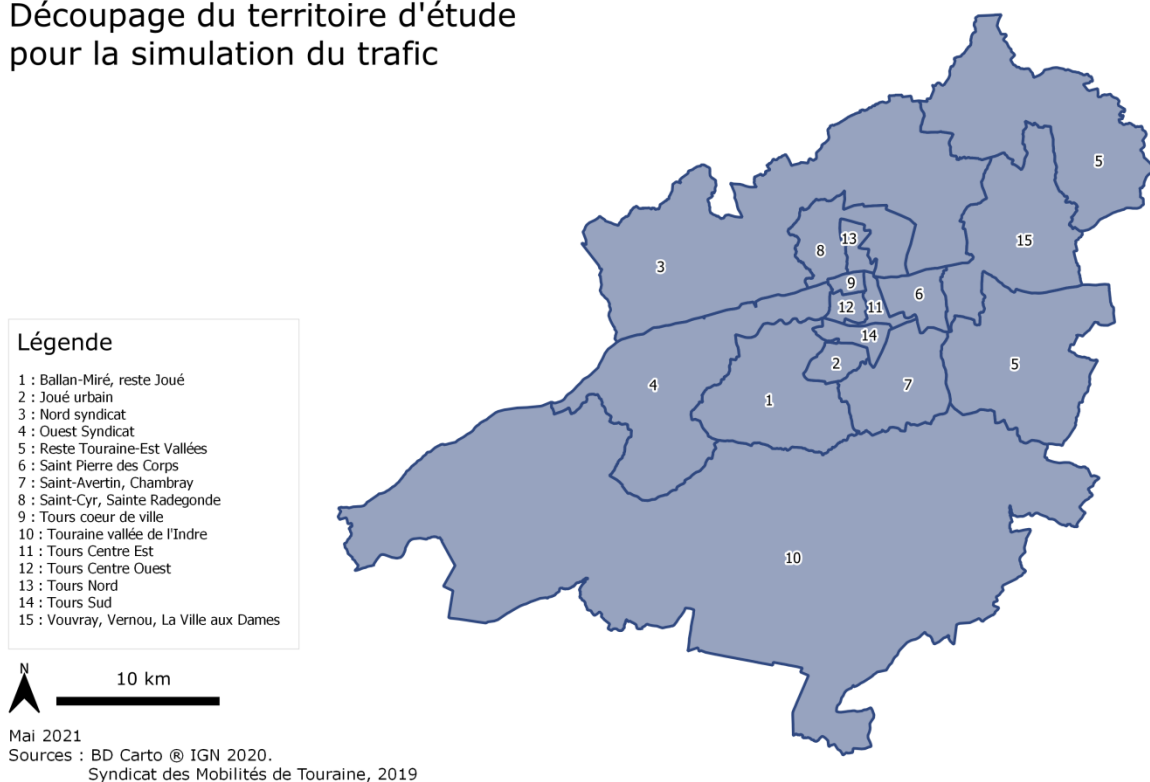 Découpage du territoire d'étude
pour la simulation du trafic
5
15
13
8
3
9
6
12
11
14
2
5
4
7
1
10
Légende
1 : Ballan-Miré, reste Joué
2 : Joué urbain
3 : Nord syndicat
4 : Ouest Syndicat
5 : Reste Touraine-Est Vallées
6 : Saint Pierre des Corps
7 : Saint-Avertin, Chambray
8 : Saint-Cyr, Sainte Radegonde
9 : Tours coeur de ville
10 : Touraine vallée de l'Indre
11 : Tours Centre Est
12 : Tours Centre Ouest
13 : Tours Nord
14 : Tours Sud
15 : Vouvray, Vernou, La Ville aux Dames
N
10 km
Mai 2021
Sources : BD Carto ® IGN 2020.
Syndicat des Mobilités de Touraine, 2019